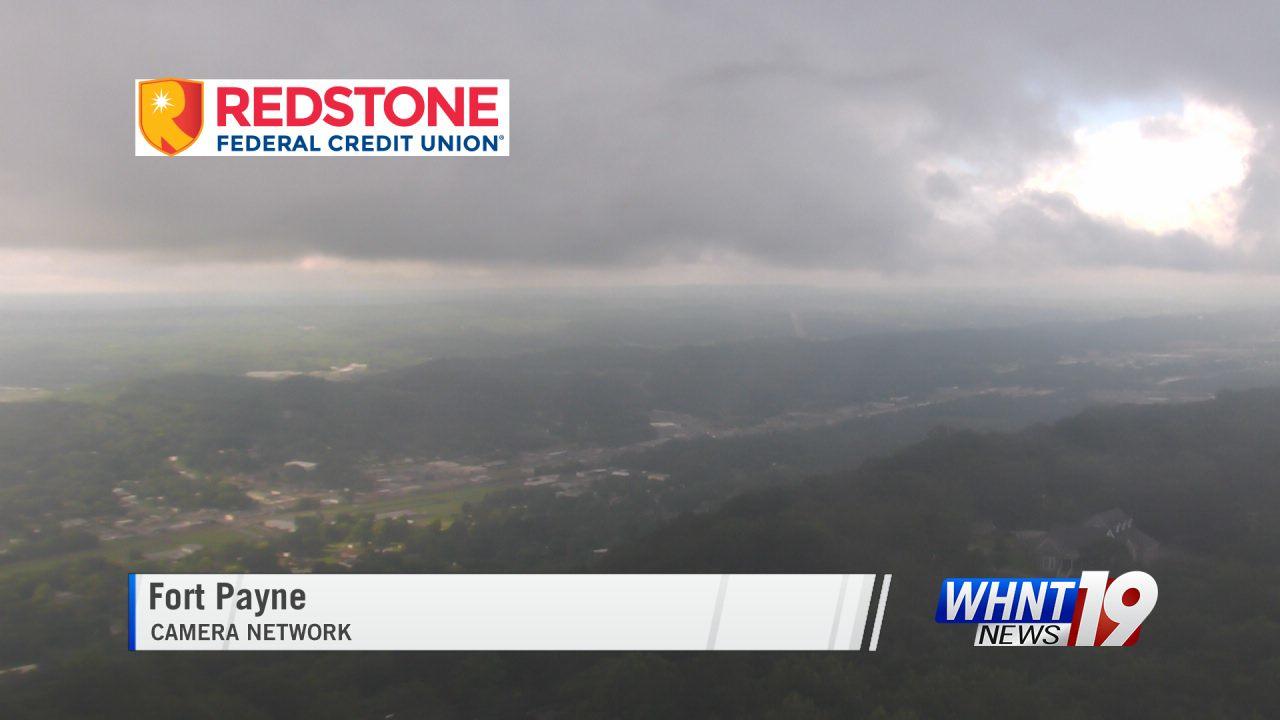 REDSTONE
FEDERAL CREDIT UNION®
Fort Payne
CAMERA NETWORK
WHNT 19
NEWS